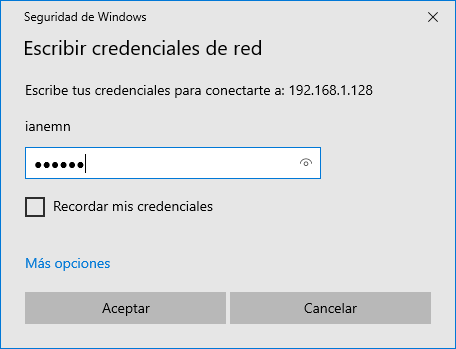 Seguridad de Windows
Escribir credenciales de red
Escribe tus credenciales para conectarte a: 192.168.1.128
ianemn
●●●●●●
Recordar mis credenciales
Más opciones
Aceptar
Cancelar